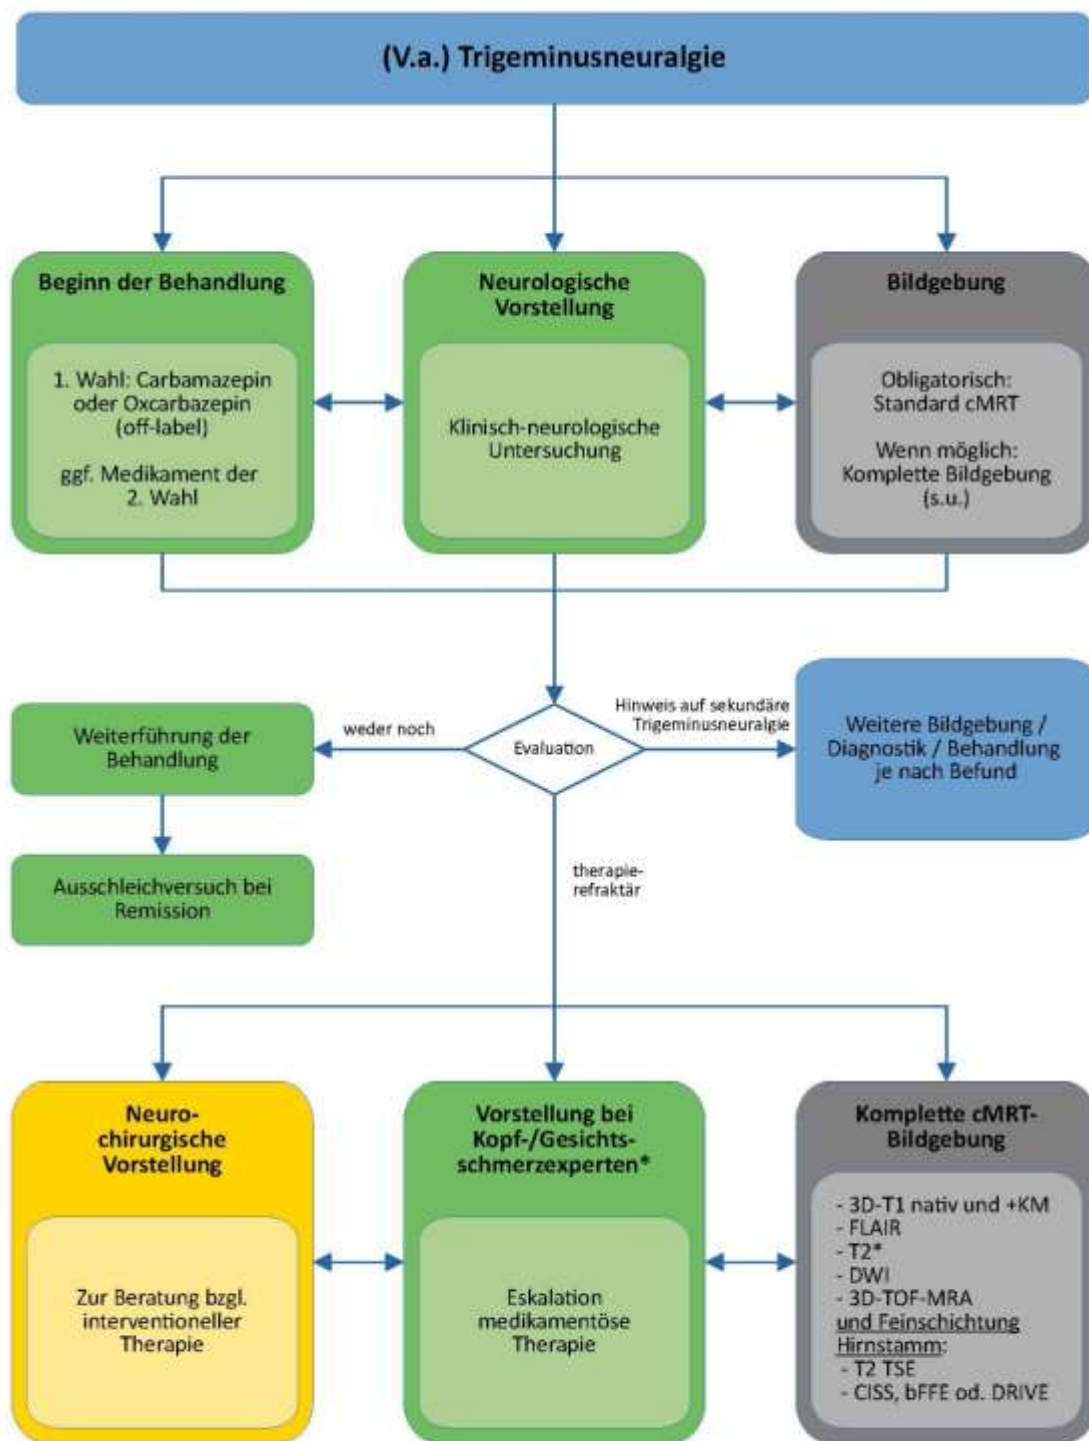 (V.a.) Trigeminusneuralgie
Beginn der Behandlung
1. Wahl: Carbamazepin
oder Oxcarbazepin
(off-label)
ggf. Medikament der
2. Wahl
Neurologische
Vorstellung
Klinisch-neurologische
Untersuchung
Bildgebung
Obligatorisch:
Standard cMRT
Wenn möglich:
Komplette Bildgebung
(s.u.)
Weiterführung der
Behandlung
weder noch
Evaluation
Hinweis auf sekundäre
Trigeminusneuralgie
Weitere Bildgebung /
Diagnostik / Behandlung
je nach Befund
Ausschleichversuch bei
Remission
therapie-
refraktär
Neuro-
chirurgische
Vorstellung
Zur Beratung bzgl.
interventioneller
Therapie
Vorstellung bei
Kopf-/Gesichts-
schmerzexperten*
Eskalation
medikamentöse
Therapie
Komplette cMRT-
Bildgebung
- 3D-T1 nativ und +KM
- FLAIR
- T2*
- DWI
- 3D-TOF-MRA
und Feinschichtung
Hirnstamm:
- T2 TSE
- CISS, bFFE od. DRIVE